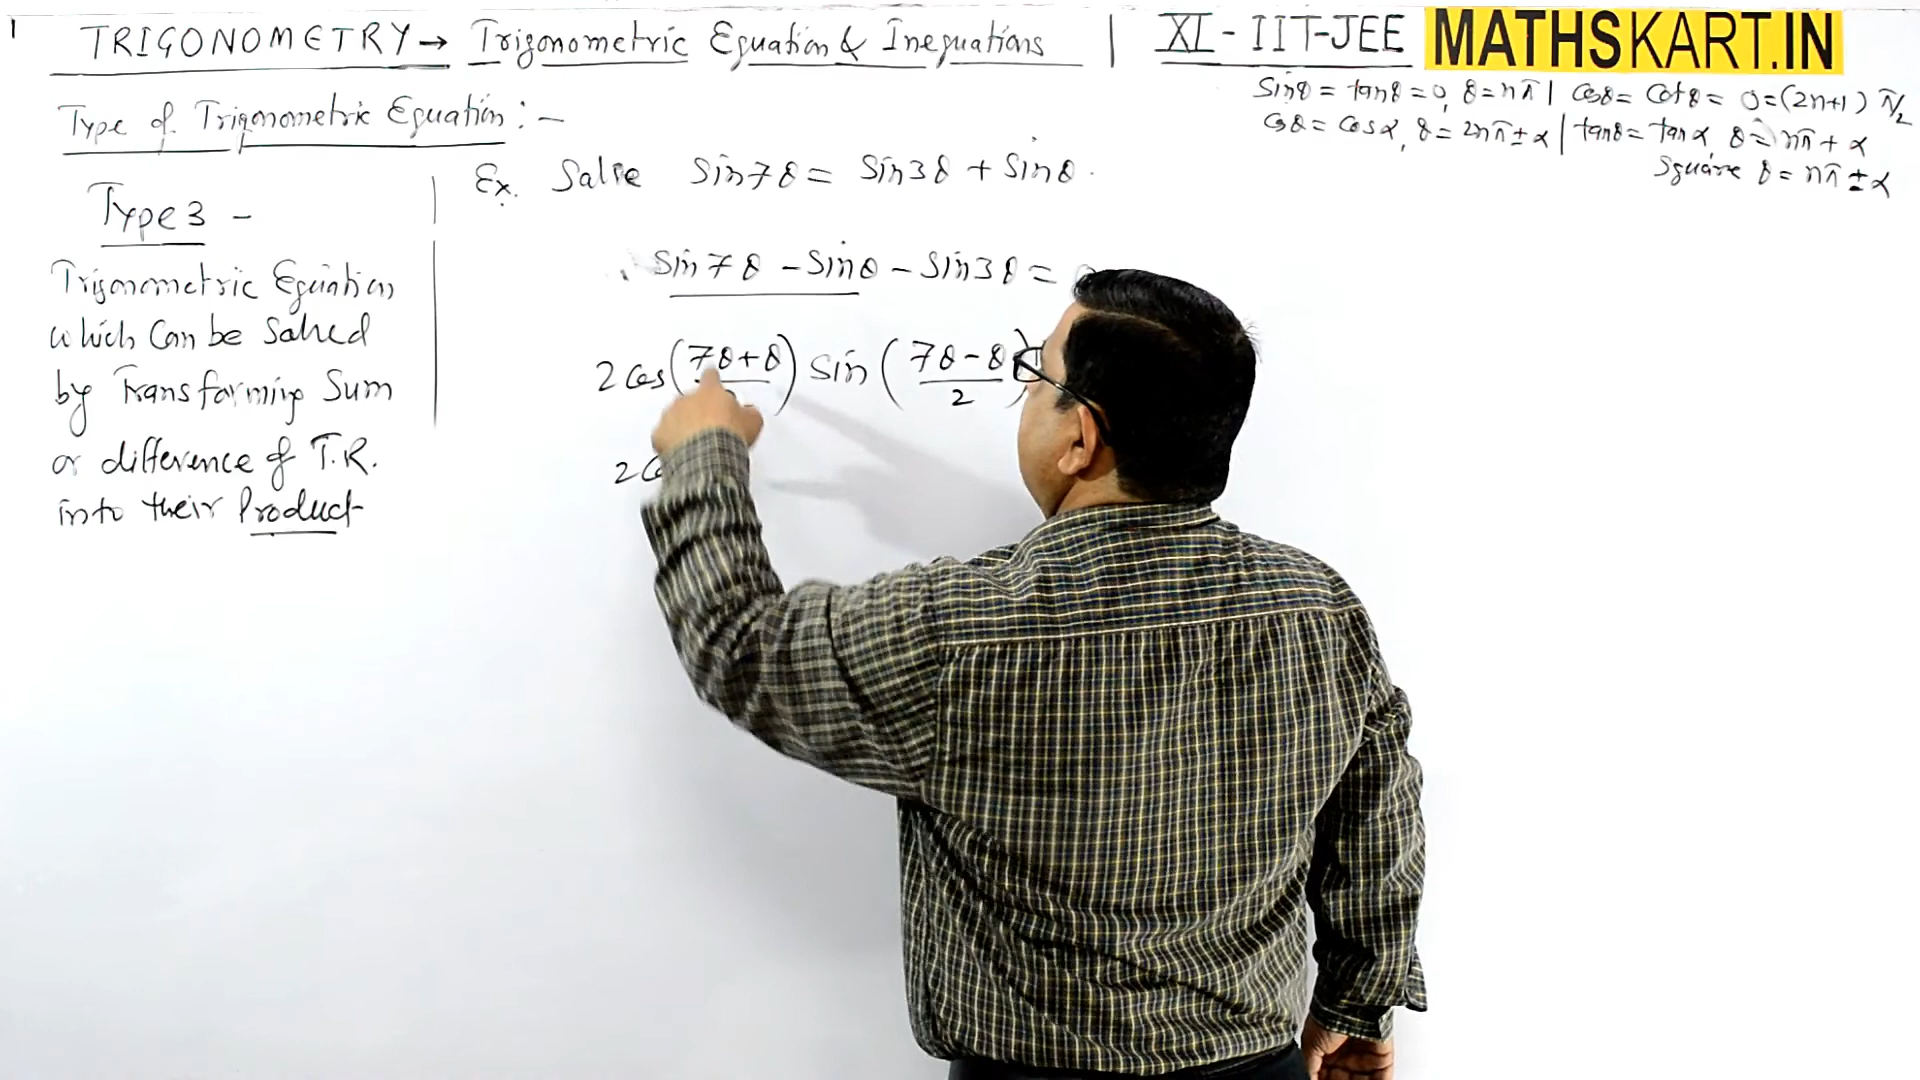 1
TRIGONOMETRY → Trigonometric Equation & Inequations | XI - IIT-JEE MATHSKART.IN
Sinθ = tanθ = 0, θ = nπ | Cosθ = Cotθ = 0 = (2n+1) π/2
Cosθ = Cosα, θ = 2nπ ± α | tanθ = tanα, θ = nπ + α
Square θ = nπ ± α
Type of Trigonometric Equation : -
Ex. Solve Sin7θ = Sin3θ + Sinθ.
Type 3 -
Trigonometric Equation
which Can be Solved
by Transforming Sum
or difference of T.R.
into their Product
Sin7θ - Sinθ - Sin3θ =
2 Cos (7θ+θ) Sin (7θ-θ/2)
2 C